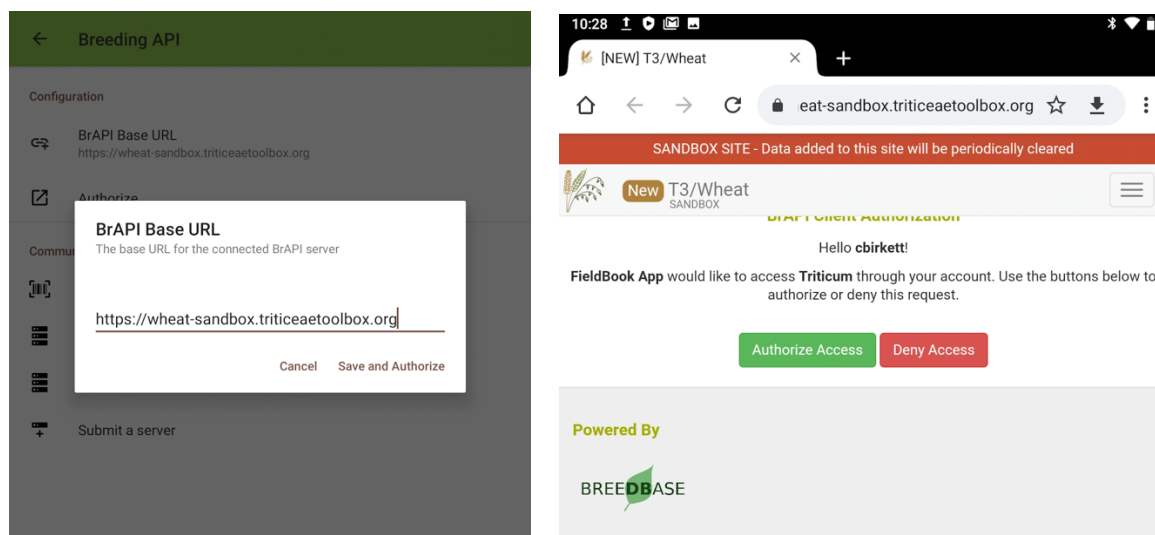 Breeding API
Configuration
BrAPI Base URL
https://wheat-sandbox.triticeaetoolbox.org
Authorize
BrAPI Base URL
The base URL for the connected BrAPI server
https://wheat-sandbox.triticeaetoolbox.org
Cancel Save and Authorize
Submit a server
10:28
[NEW] T3/Wheat
eat-sandbox.triticeaetoolbox.org
SANDBOX SITE - Data added to this site will be periodically cleared
New T3/Wheat
SANDBOX
BrAPI Client Authorization
Hello cbirkett!
FieldBook App would like to access Triticum through your account. Use the buttons below to
authorize or deny this request.
Authorize Access Deny Access
Powered By
BREEDBASE